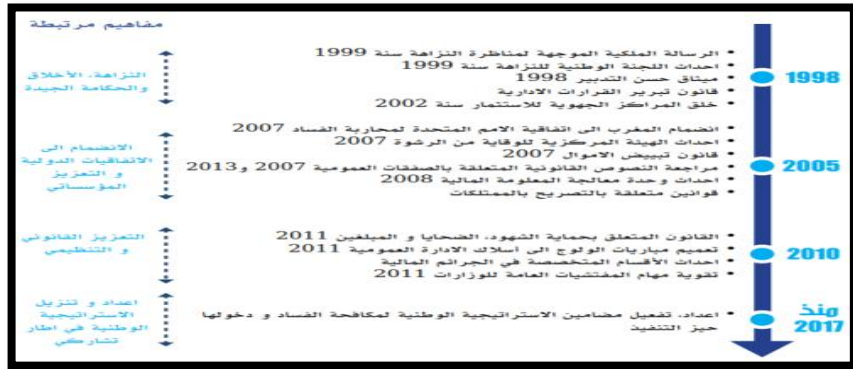 مفاهيم مرتبطة
1998
الرسالة الملكية الموجهة لمناظرة النزاهة سنة 1999
احداث اللجنة الوطنية للنزاهة سنة 1999
ميثاق حسن التدبير 1998
قانون تبرير القرارات الادارية
خلق المراكز الجهوية للاستثمار سنة 2002
النزاهة، الأخلاق
والحكامة الجيدة
2005
انضمام المغرب الى اتفاقية الامم المتحدة لمحاربة الفساد 2007
احداث الهيئة المركزية للوقاية من الرشوة 2007
قانون تبييض الاموال 2007
مراجعة النصوص القانونية المتعلقة بالصفقات العمومية 2007 و2013
احداث وحدة معالجة المعلومة المالية 2008
قوانين متعلقة بالتصريح بالممتلكات
الانضمام الى
الاتفاقيات الدولية
و التعزيز
المؤسساتي
2010
القانون المتعلق بحماية الشهود، الضحايا و المبلغين 2011
تعميم مباريات الولوج الى أسلاك الادارة العمومية 2011
احداث الأقسام المتخصصة في الجرائم المالية
تقوية مهام المفتشيات العامة للوزارات 2011
التعزيز القانوني
و التنظيمي
منذ
2017
اعداد، تفعيل مضامين الاستراتيجية الوطنية لمكافحة الفساد و دخولها
حيز التنفيذ
اعداد و تنزيل
الاستراتيجية
الوطنية في اطار
تشاركي